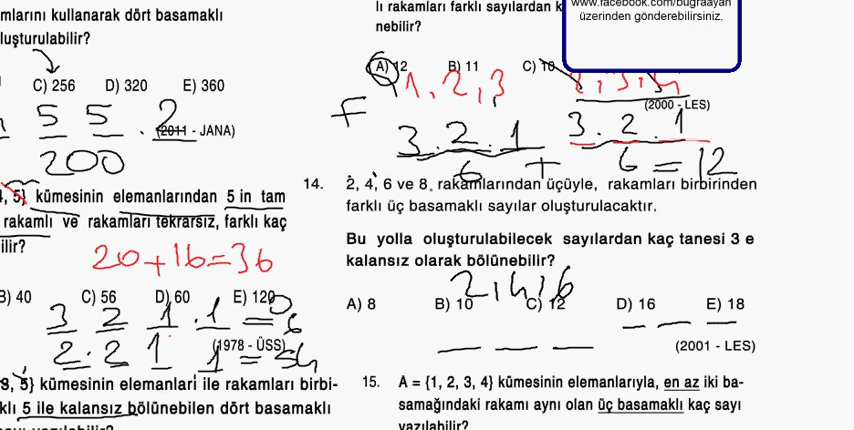 mlarını kullanarak dört basamaklı
luşturulabilir?
C) 256 D) 320 E) 360
5 5 . 2
(2011 - JANA)
200
, 5} kümesinin elemanlarından 5 in tam
rakamlı ve rakamları tekrarsız, farklı kaç
ilir?
20+16=36
B) 40 C) 56 D) 60 E) 120
3 2 1 . 1 =
2 . 2 1 1 =
(1978 - ÜSS)
8, 5} kümesinin elemanları ile rakamları birbi-
klı 5 ile kalansız bölünebilen dört basamaklı
www.facebook.com/bugraayan
üzerinden gönderebilirsiniz.
lı rakamları farklı sayılardan k
nebilir?
A) 12 B) 11 C) 10
1, 2, 3
(2000 - LES)
3 . 2 . 1 3 . 2 . 1
6 + 6 = 12
14. 2, 4, 6 ve 8 rakamlarından üçüyle, rakamları birbirinden
farklı üç basamaklı sayılar oluşturulacaktır.
Bu yolla oluşturulabilecek sayılardan kaç tanesi 3 e
kalansız olarak bölünebilir?
2, 4, 6
A) 8 B) 10 C) 12 D) 16 E) 18
(2001 - LES)
15. A = {1, 2, 3, 4} kümesinin elemanlarıyla, en az iki ba-
samağındaki rakamı aynı olan üç basamaklı kaç sayı
yazılabilir?